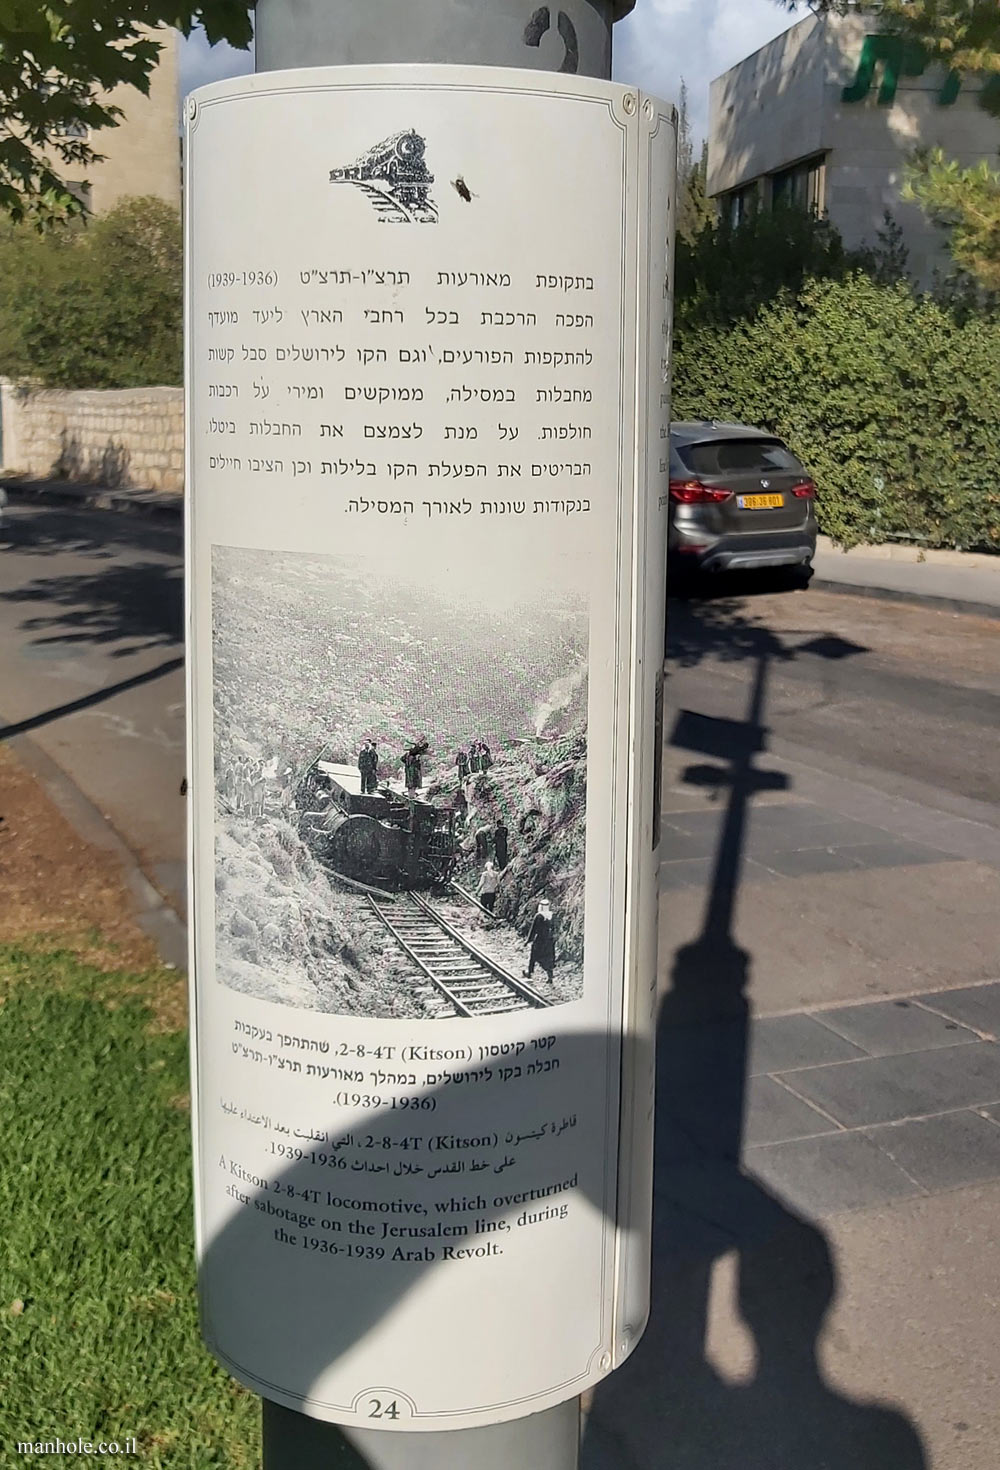 בתקופת מאורעות תרצ"ו-תרצ"ט (1939-1936)
הפכה הרכבת בכל רחבי הארץ ליעד מועדף
להתקפות הפורעים, וגם הקו לירושלים סבל קשות
מחבלות במסילה, ממוקשים ומירי על רכבות
חולפות. על מנת לצמצם את החבלות ביטלו
הבריטים את הפעלת הקו בלילות וכן הציבו חיילים
בנקודות שונות לאורך המסילה.
קטר קיטסון (Kitson) 2-8-4T, שהתהפך בעקבות
חבלה בקו לירושלים, במהלך מאורעות תרצ"ו-תרצ"ט
(1939-1936).
قاطرة كيتسون (Kitson) 2-8-4T، التي انقلبت بعد الاعتداء عليها
على خط القدس خلال احداث 1936-1939.
A Kitson 2-8-4T locomotive, which overturned
after sabotage on the Jerusalem line, during
the 1936-1939 Arab Revolt.
24
manhole.co.il